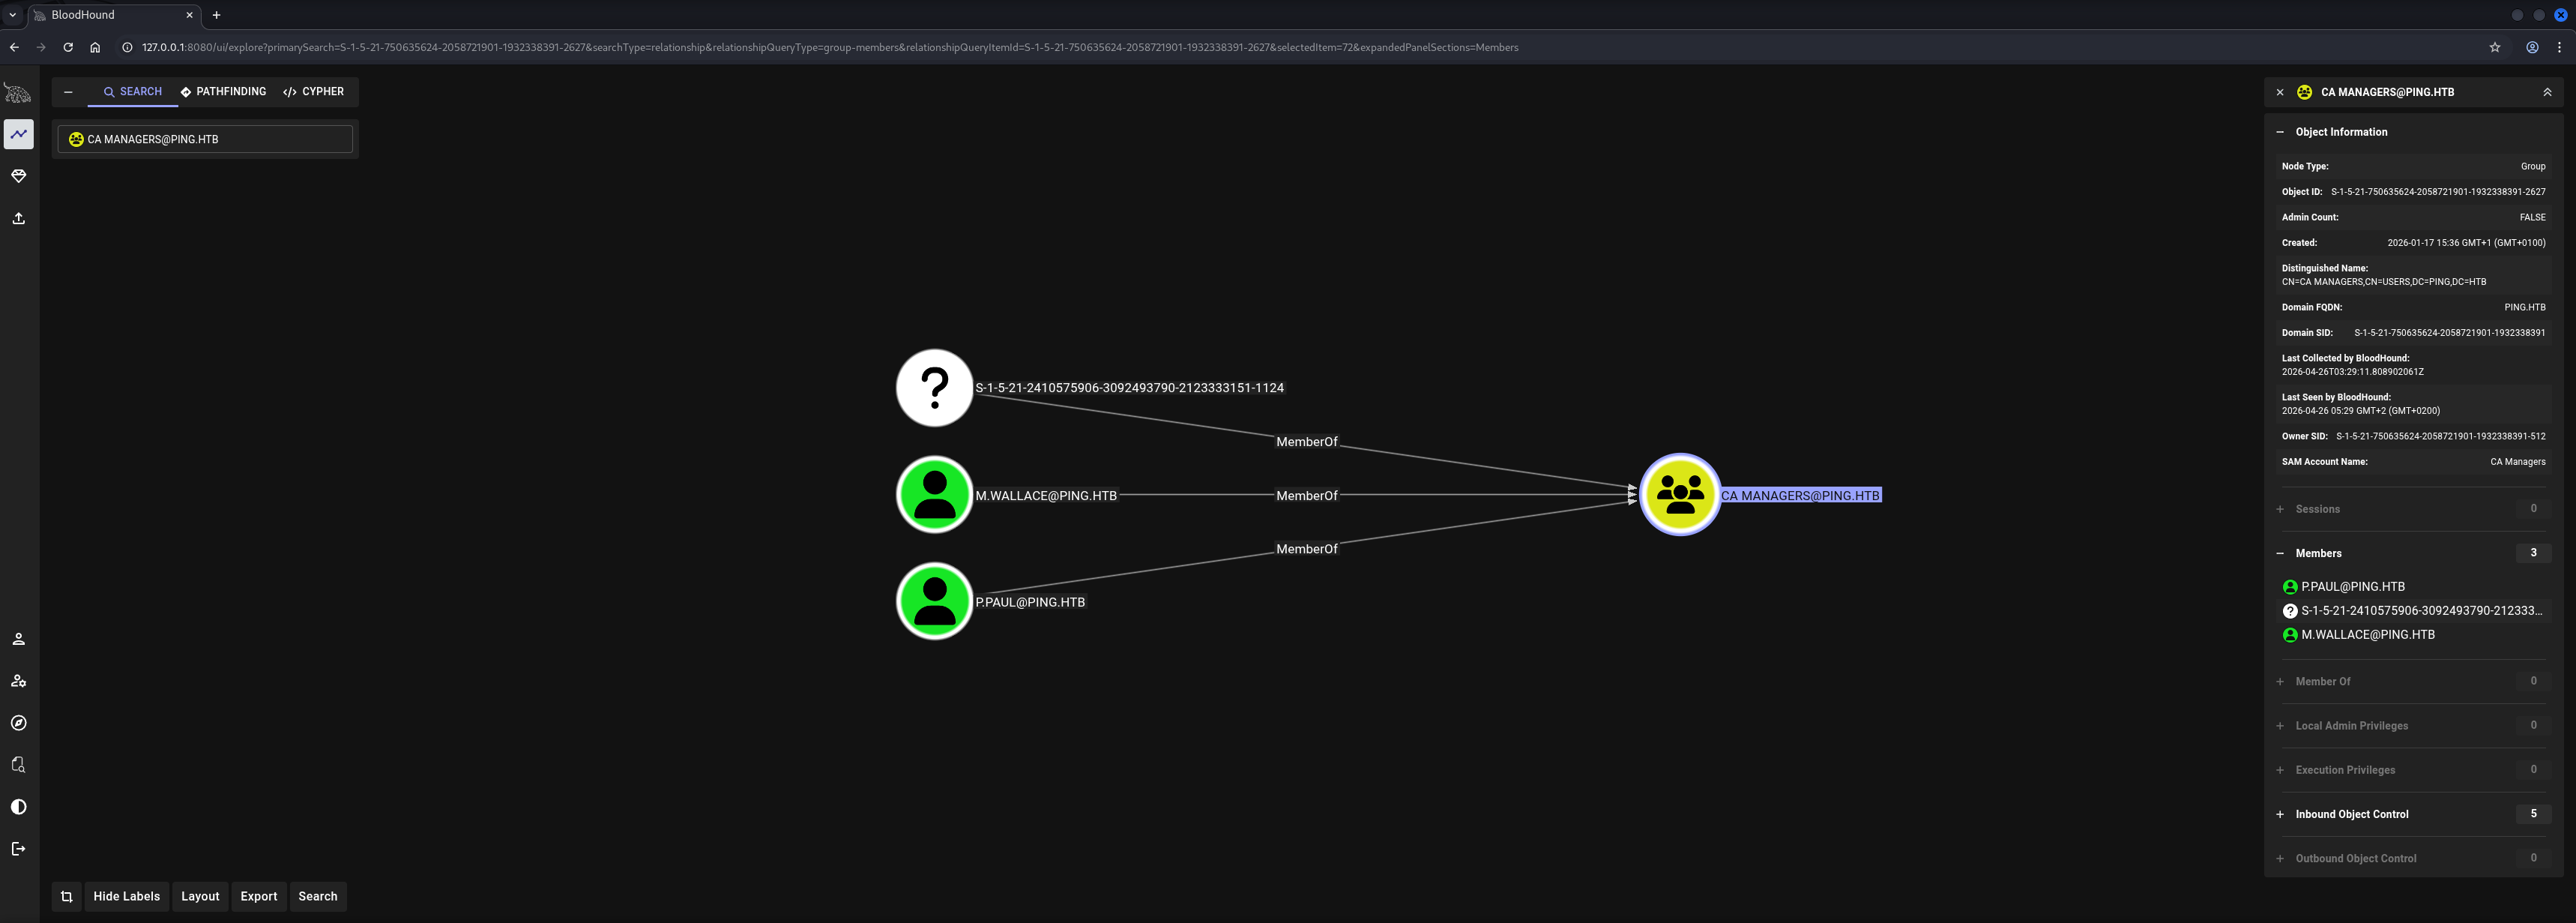 BloodHound
127.0.0.1:8080/ui/explore?primarySearch=S-1-5-21-750635624-2058721901-1932338391-2627&searchType=relationship&relationshipQueryType=group-members&relationshipQueryItemId=S-1-5-21-750635624-2058721901-1932338391-2627&selectedItem=72&expandedPanelSections=Members
SEARCH PATHFINDING </> CYPHER
CA MANAGERS@PING.HTB
S-1-5-21-2410575906-3092493790-2123333151-1124
MemberOf
M.WALLACE@PING.HTB
MemberOf
CA MANAGERS@PING.HTB
MemberOf
P.PAUL@PING.HTB
Hide Labels Layout Export Search
CA MANAGERS@PING.HTB
Object Information
Node Type: Group
Object ID: S-1-5-21-750635624-2058721901-1932338391-2627
Admin Count: FALSE
Created: 2026-01-17 15:36 GMT+1 (GMT+0100)
Distinguished Name:
CN=CA MANAGERS,CN=USERS,DC=PING,DC=HTB
Domain FQDN: PING.HTB
Domain SID: S-1-5-21-750635624-2058721901-1932338391
Last Collected by BloodHound:
2026-04-26T03:29:11.808902061Z
Last Seen by BloodHound:
2026-04-26 05:29 GMT+2 (GMT+0200)
Owner SID: S-1-5-21-750635624-2058721901-1932338391-512
SAM Account Name: CA Managers
Sessions 0
Members 3
P.PAUL@PING.HTB
? S-1-5-21-2410575906-3092493790-212333...
M.WALLACE@PING.HTB
Member Of 0
Local Admin Privileges 0
Execution Privileges 0
Inbound Object Control 5
Outbound Object Control 0